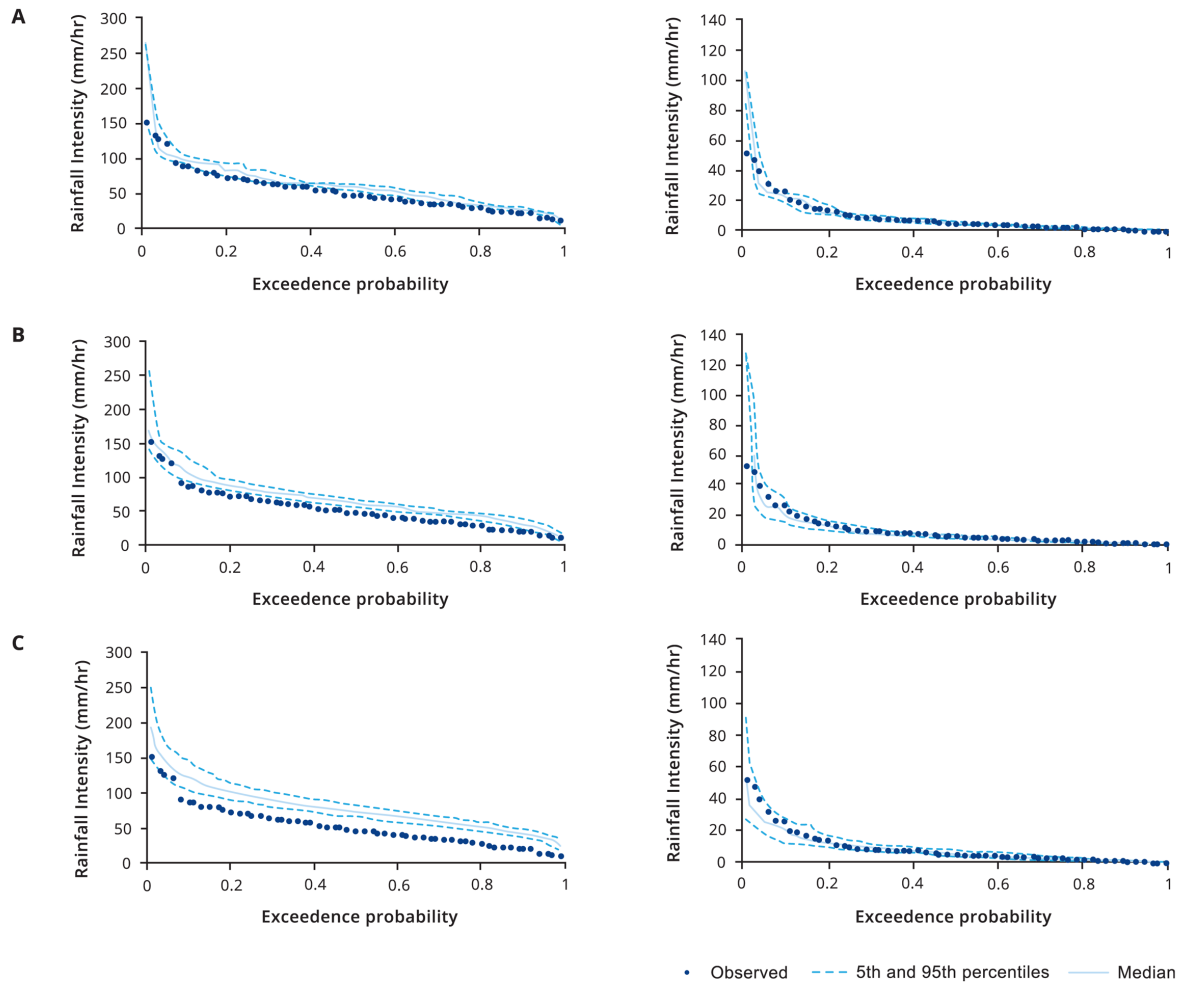 A
Rainfall Intensity (mm/hr)
300
250
200
150
100
50
0
0 0.2 0.4 0.6 0.8 1
Exceedence probability
Rainfall Intensity (mm/hr)
140
120
100
80
60
40
20
0
0 0.2 0.4 0.6 0.8 1
Exceedence probability
B
Rainfall Intensity (mm/hr)
300
250
200
150
100
50
0
0 0.2 0.4 0.6 0.8 1
Exceedence probability
Rainfall Intensity (mm/hr)
140
120
100
80
60
40
20
0
0 0.2 0.4 0.6 0.8 1
Exceedence probability
C
Rainfall Intensity (mm/hr)
300
250
200
150
100
50
0
0 0.2 0.4 0.6 0.8 1
Exceedence probability
Rainfall Intensity (mm/hr)
140
120
100
80
60
40
20
0
0 0.2 0.4 0.6 0.8 1
Exceedence probability
Observed 5th and 95th percentiles Median